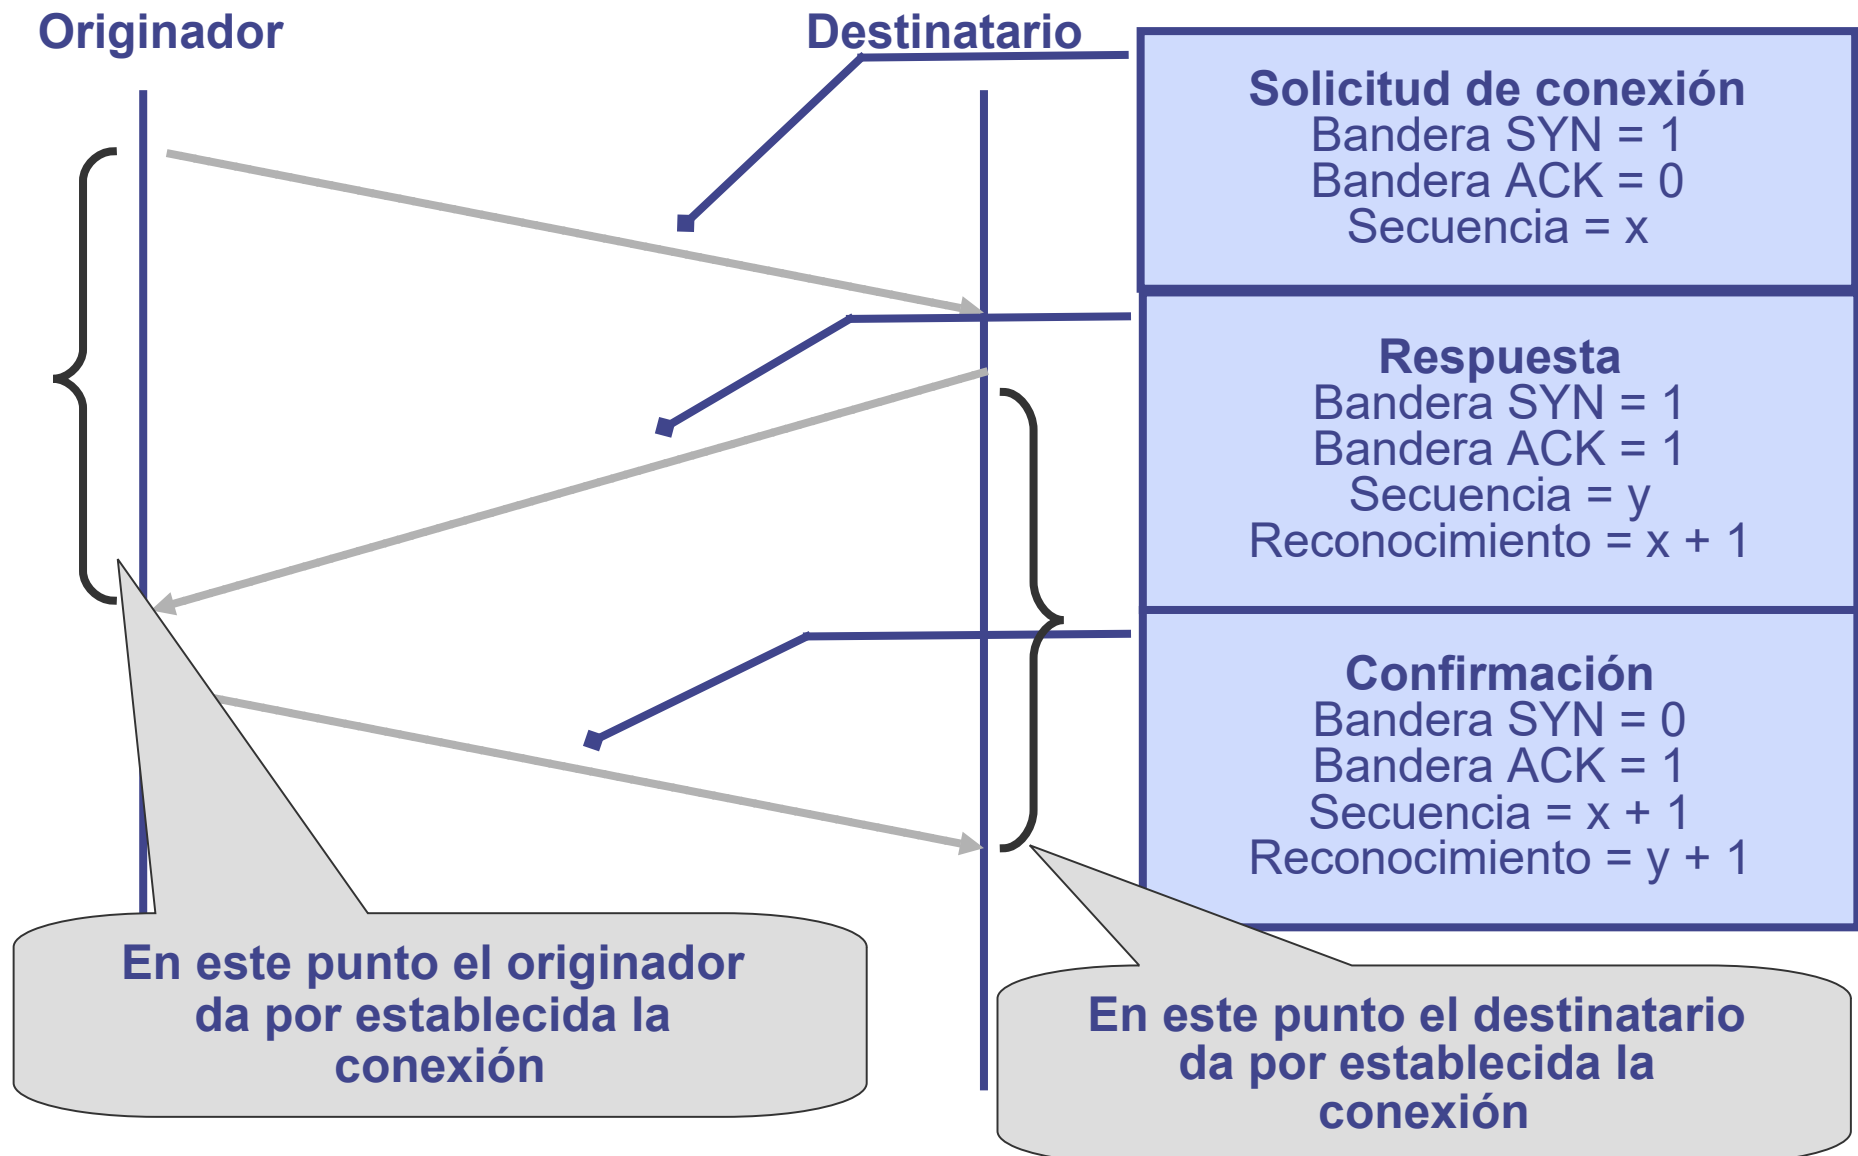 Originador
Destinatario
Solicitud de conexión
Bandera SYN = 1
Bandera ACK = 0
Secuencia = x
Respuesta
Bandera SYN = 1
Bandera ACK = 1
Secuencia = y
Reconocimiento = x + 1
Confirmación
Bandera SYN = 0
Bandera ACK = 1
Secuencia = x + 1
Reconocimiento = y + 1
En este punto el originador
da por establecida la
conexión
En este punto el destinatario
da por establecida la
conexión